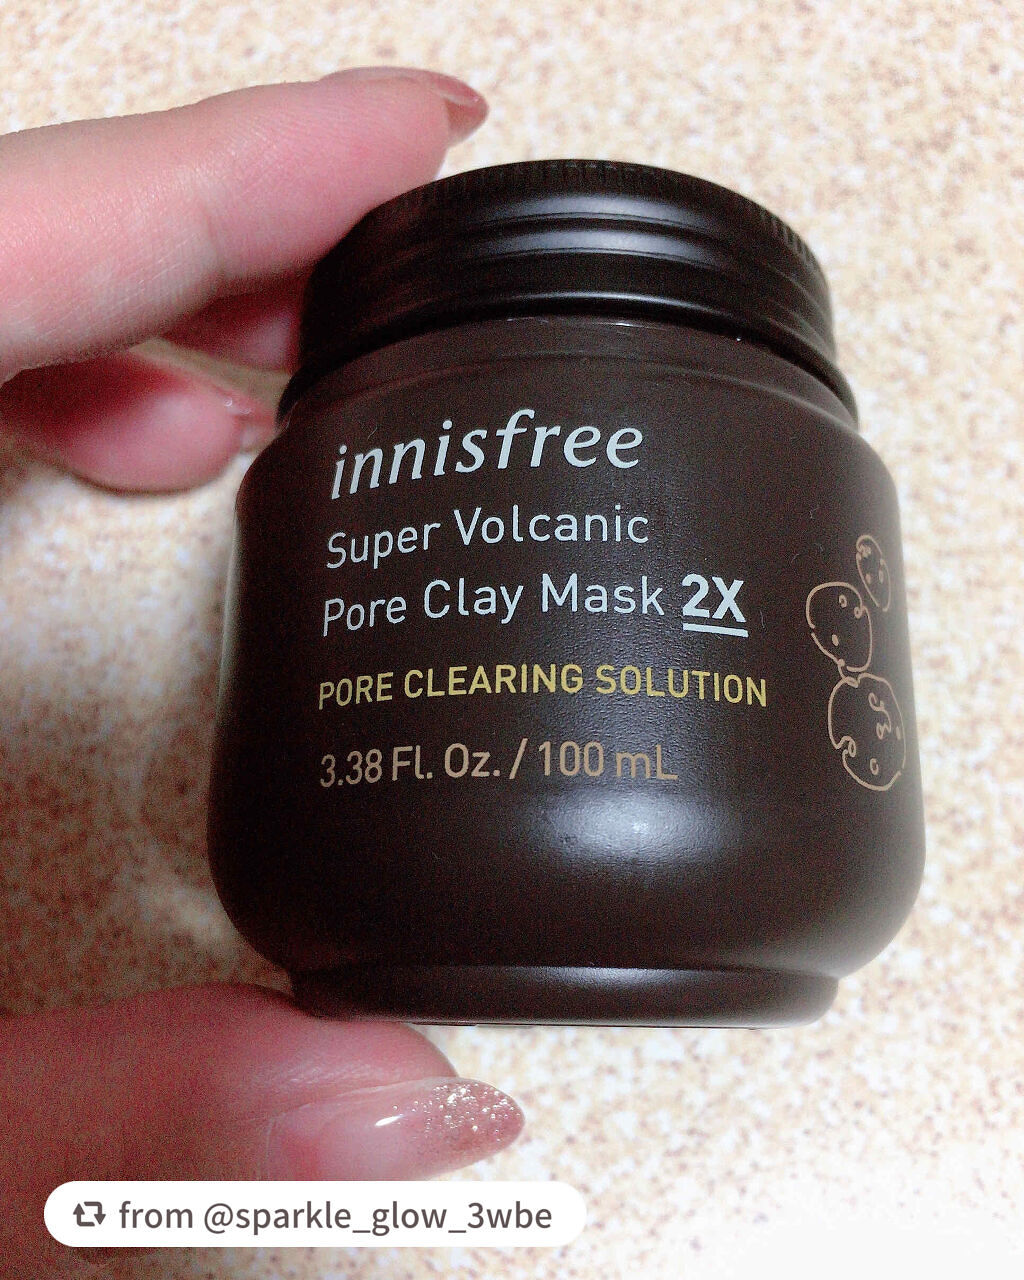 innisfree
Super Volcanic
Pore Clay Mask 2X
PORE CLEARING SOLUTION
3.38 Fl. Oz. / 100 mL
from @sparkle_glow_3wbe